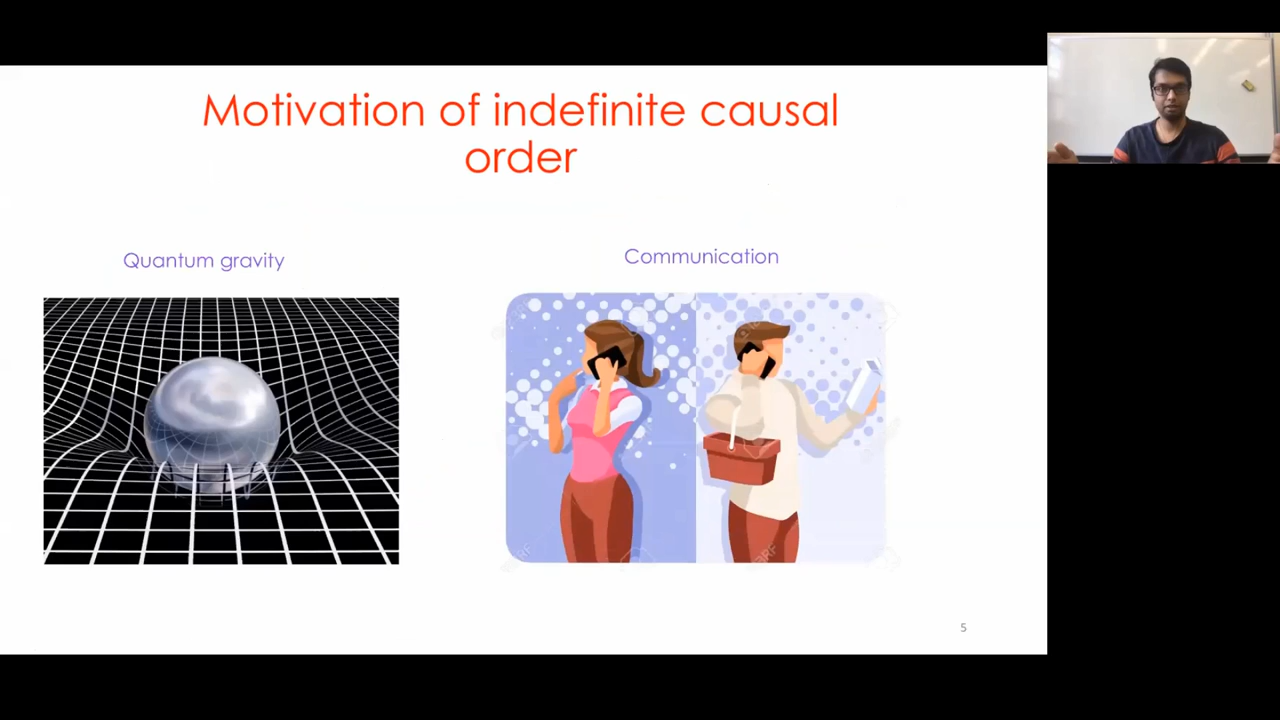 Motivation of indefinite causal
order
Quantum gravity
Communication
5